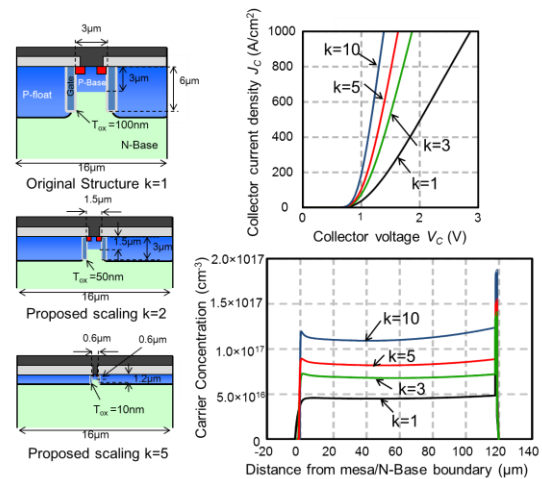 3μm
3μm
6μm
P-float
Gate
P-Base
Tox =100nm
N-Base
16μm
Original Structure k=1
1.5μm
1.5μm
3μm
Tox=50nm
16μm
Proposed scaling k=2
0.6μm
0.6μm
1.2μm
Tox=10nm
16μm
Proposed scaling k=5
Collector current density JC (A/cm²)
1000
800
600
400
200
0
k=10
k=5
k=3
k=1
0 1 2 3
Collector voltage VC (V)
Carrier Concentration (cm-3)
2.0×1017
1.5×1017
1.0×1017
5.0×1016
0
k=10
k=5
k=3
k=1
-20 0 20 40 60 80 100 120 140
Distance from mesa/N-Base boundary (μm)